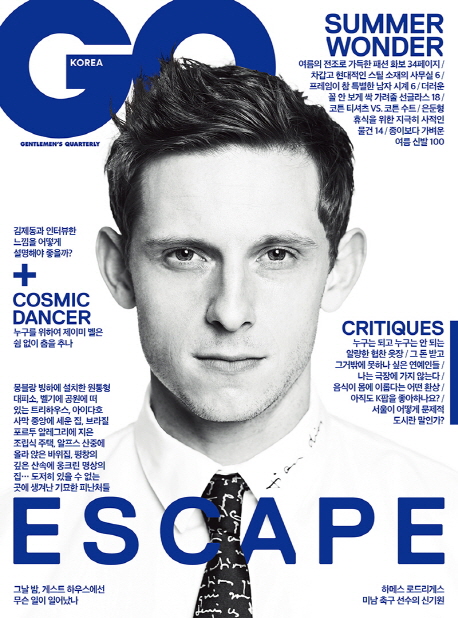 GQ
KOREA
GENTLEMEN'S QUARTERLY
SUMMER
WONDER
여름의 전조로 가득한 패션 화보 34페이지 /
차갑고 현대적인 스틸 소재의 사무실 6 /
프레임이 참 특별한 남자 시계 6 / 더러운
꼴 안 보게 싹 가려줄 선글라스 18 /
코튼 티셔츠 VS. 코튼 수트 / 은둔형
휴식을 위한 지극히 사적인
물건 14 / 종이보다 가벼운
여름 신발 100
김제동과 인터뷰한
느낌을 어떻게
설명해야 좋을까?
+
COSMIC
DANCER
누구를 위하여 제이미 벨은
쉼 없이 춤을 추나
CRITIQUES
누구는 되고 누구는 안 되는
알량한 협찬 옷장 / 그 돈 받고
그거밖에 못하나 싶은 연예인들 /
나는 극장에 가지 않는다 /
음식이 몸에 이롭다는 어떤 환상 /
아직도 K팝을 좋아하나요? /
서울이 어떻게 문제적
도시란 말인가?
몽블랑 빙하에 설치한 원통형
대피소, 벨기에 공원에 떠
있는 트리하우스, 아이다호
사막 중앙에 세운 집, 브라질
포르투 알레그리에 지은
조립식 주택, 알프스 산중에
올라 앉은 바위집, 평창의
깊은 산속에 웅크린 명상의
집… 도저히 있을 수 없는
곳에 생겨난 기묘한 피난처들
ESCAPE
그날 밤, 게스트 하우스에선
무슨 일이 일어났나
하메스 로드리게스
미남 축구 선수의 신기원